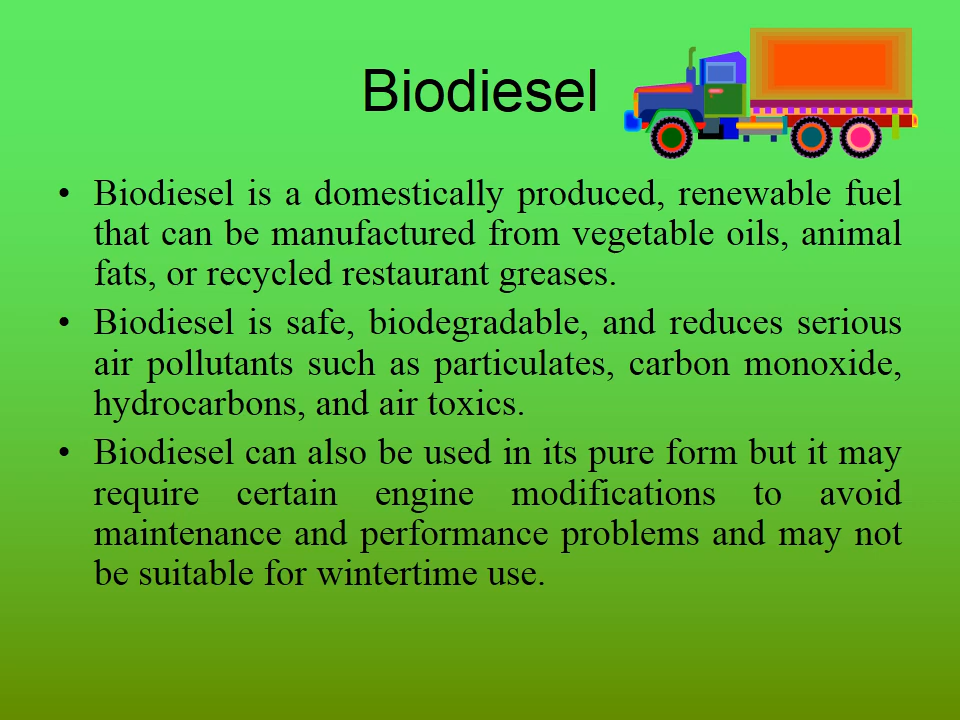 Biodiesel
• Biodiesel is a domestically produced, renewable fuel
that can be manufactured from vegetable oils, animal
fats, or recycled restaurant greases.
• Biodiesel is safe, biodegradable, and reduces serious
air pollutants such as particulates, carbon monoxide,
hydrocarbons, and air toxics.
• Biodiesel can also be used in its pure form but it may
require certain engine modifications to avoid
maintenance and performance problems and may not
be suitable for wintertime use.